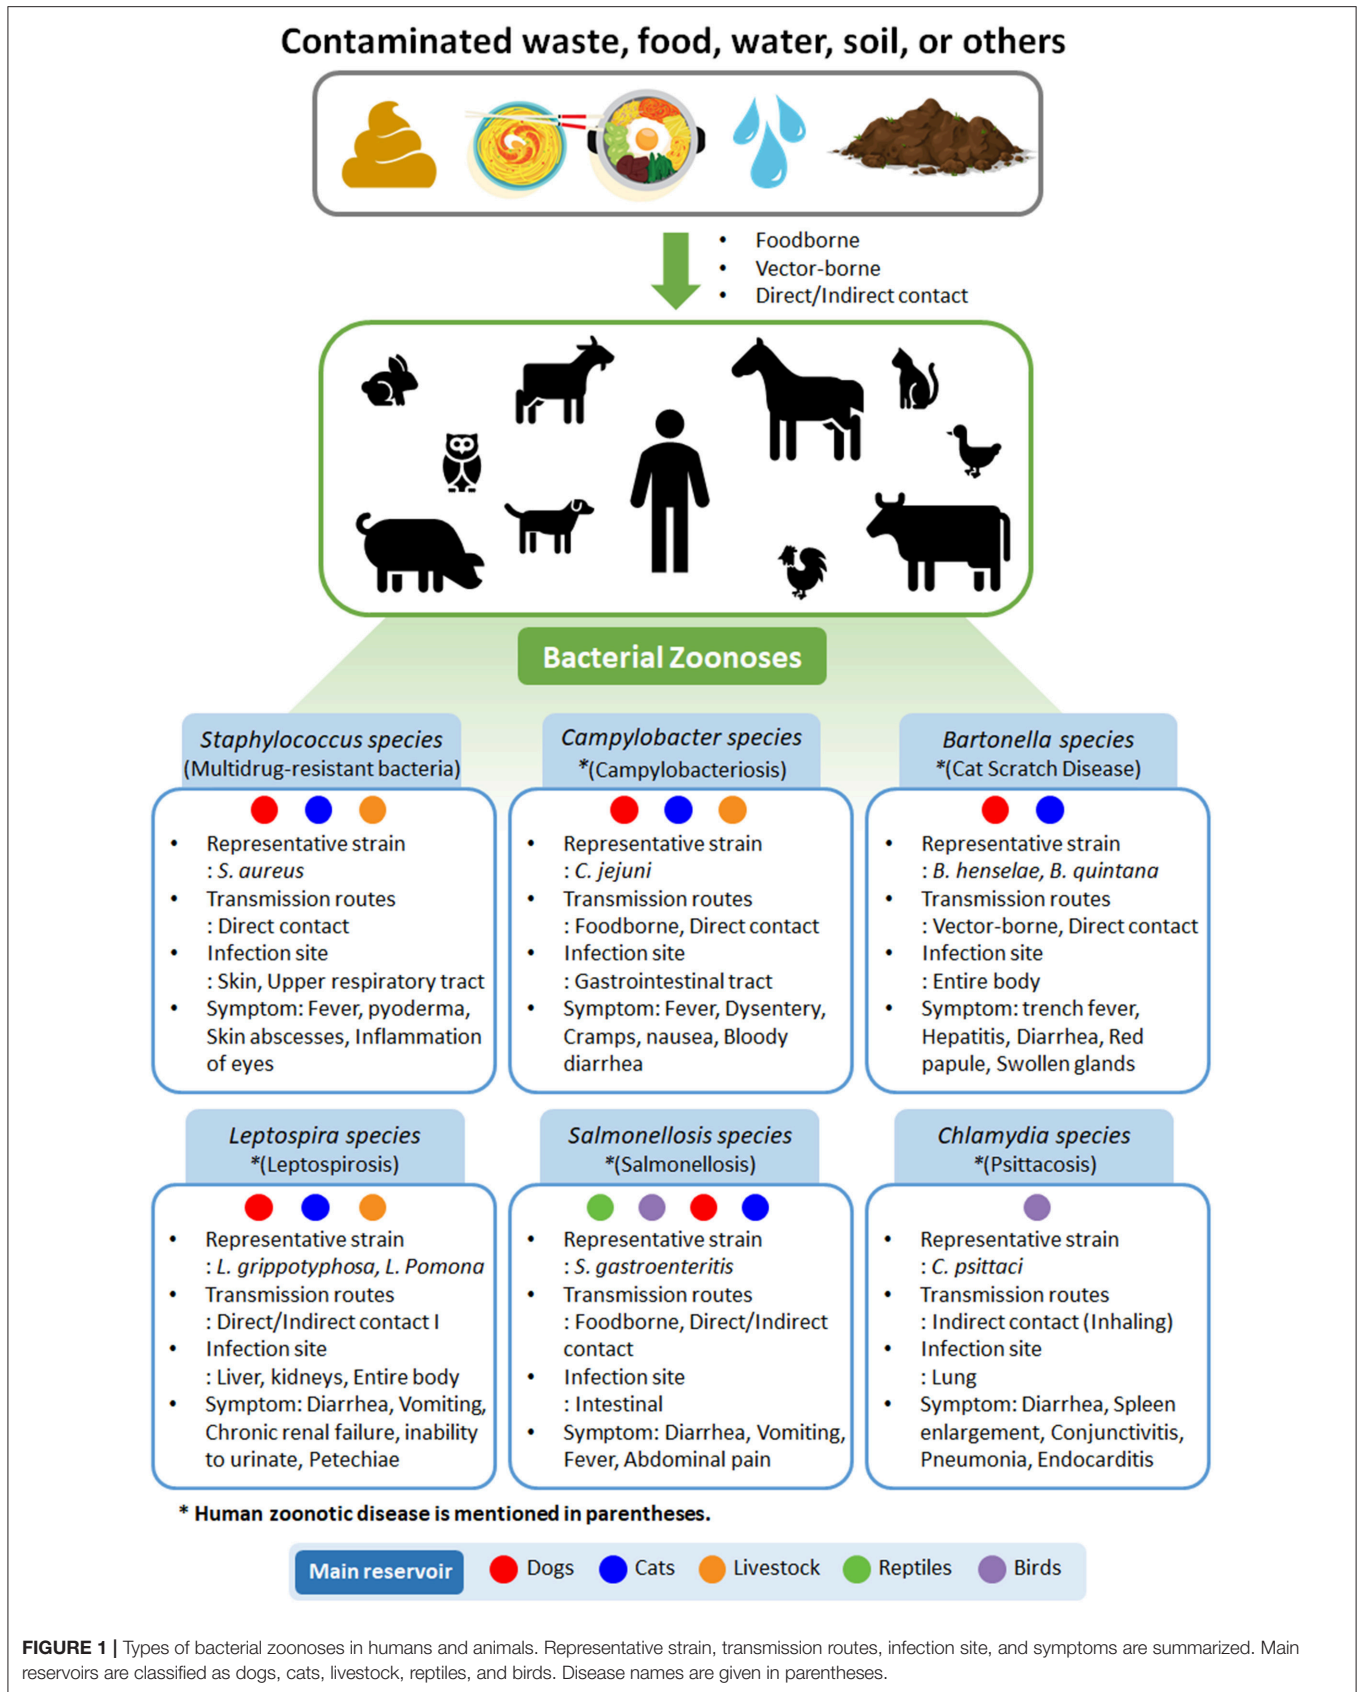 Contaminated waste, food, water, soil, or others
• Foodborne
• Vector-borne
• Direct/Indirect contact
Bacterial Zoonoses
Staphylococcus species
(Multidrug-resistant bacteria)
• Representative strain
: S. aureus
• Transmission routes
: Direct contact
• Infection site
: Skin, Upper respiratory tract
• Symptom: Fever, pyoderma,
Skin abscesses, Inflammation
of eyes
Campylobacter species
*(Campylobacteriosis)
• Representative strain
: C. jejuni
• Transmission routes
: Foodborne, Direct contact
• Infection site
: Gastrointestinal tract
• Symptom: Fever, Dysentery,
Cramps, nausea, Bloody
diarrhea
Bartonella species
*(Cat Scratch Disease)
• Representative strain
: B. henselae, B. quintana
• Transmission routes
: Vector-borne, Direct contact
• Infection site
: Entire body
• Symptom: trench fever,
Hepatitis, Diarrhea, Red
papule, Swollen glands
Leptospira species
*(Leptospirosis)
• Representative strain
: L. grippotyphosa, L. Pomona
• Transmission routes
: Direct/Indirect contact I
• Infection site
: Liver, kidneys, Entire body
• Symptom: Diarrhea, Vomiting,
Chronic renal failure, inability
to urinate, Petechiae
Salmonellosis species
*(Salmonellosis)
• Representative strain
: S. gastroenteritis
• Transmission routes
: Foodborne, Direct/Indirect
contact
• Infection site
: Intestinal
• Symptom: Diarrhea, Vomiting,
Fever, Abdominal pain
Chlamydia species
*(Psittacosis)
• Representative strain
: C. psittaci
• Transmission routes
: Indirect contact (Inhaling)
• Infection site
: Lung
• Symptom: Diarrhea, Spleen
enlargement, Conjunctivitis,
Pneumonia, Endocarditis
* Human zoonotic disease is mentioned in parentheses.
Main reservoir Dogs Cats Livestock Reptiles Birds
FIGURE 1 | Types of bacterial zoonoses in humans and animals. Representative strain, transmission routes, infection site, and symptoms are summarized. Main
reservoirs are classified as dogs, cats, livestock, reptiles, and birds. Disease names are given in parentheses.